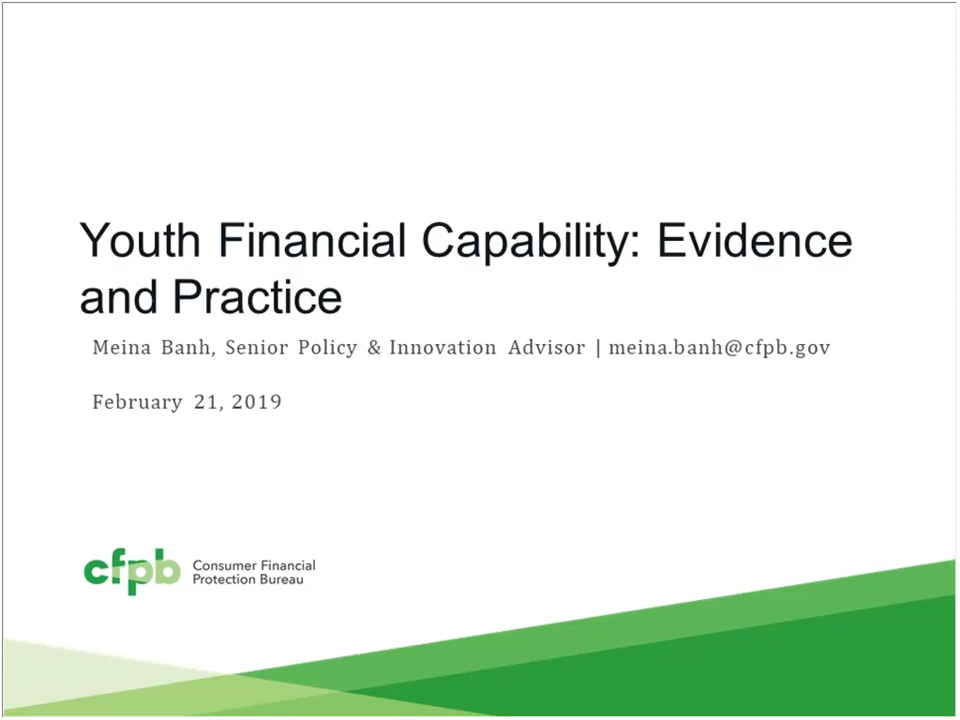 Youth Financial Capability: Evidence
and Practice
Meina Banh, Senior Policy & Innovation Advisor | meina.banh@cfpb.gov
February 21, 2019
cfpb
Consumer Financial
Protection Bureau